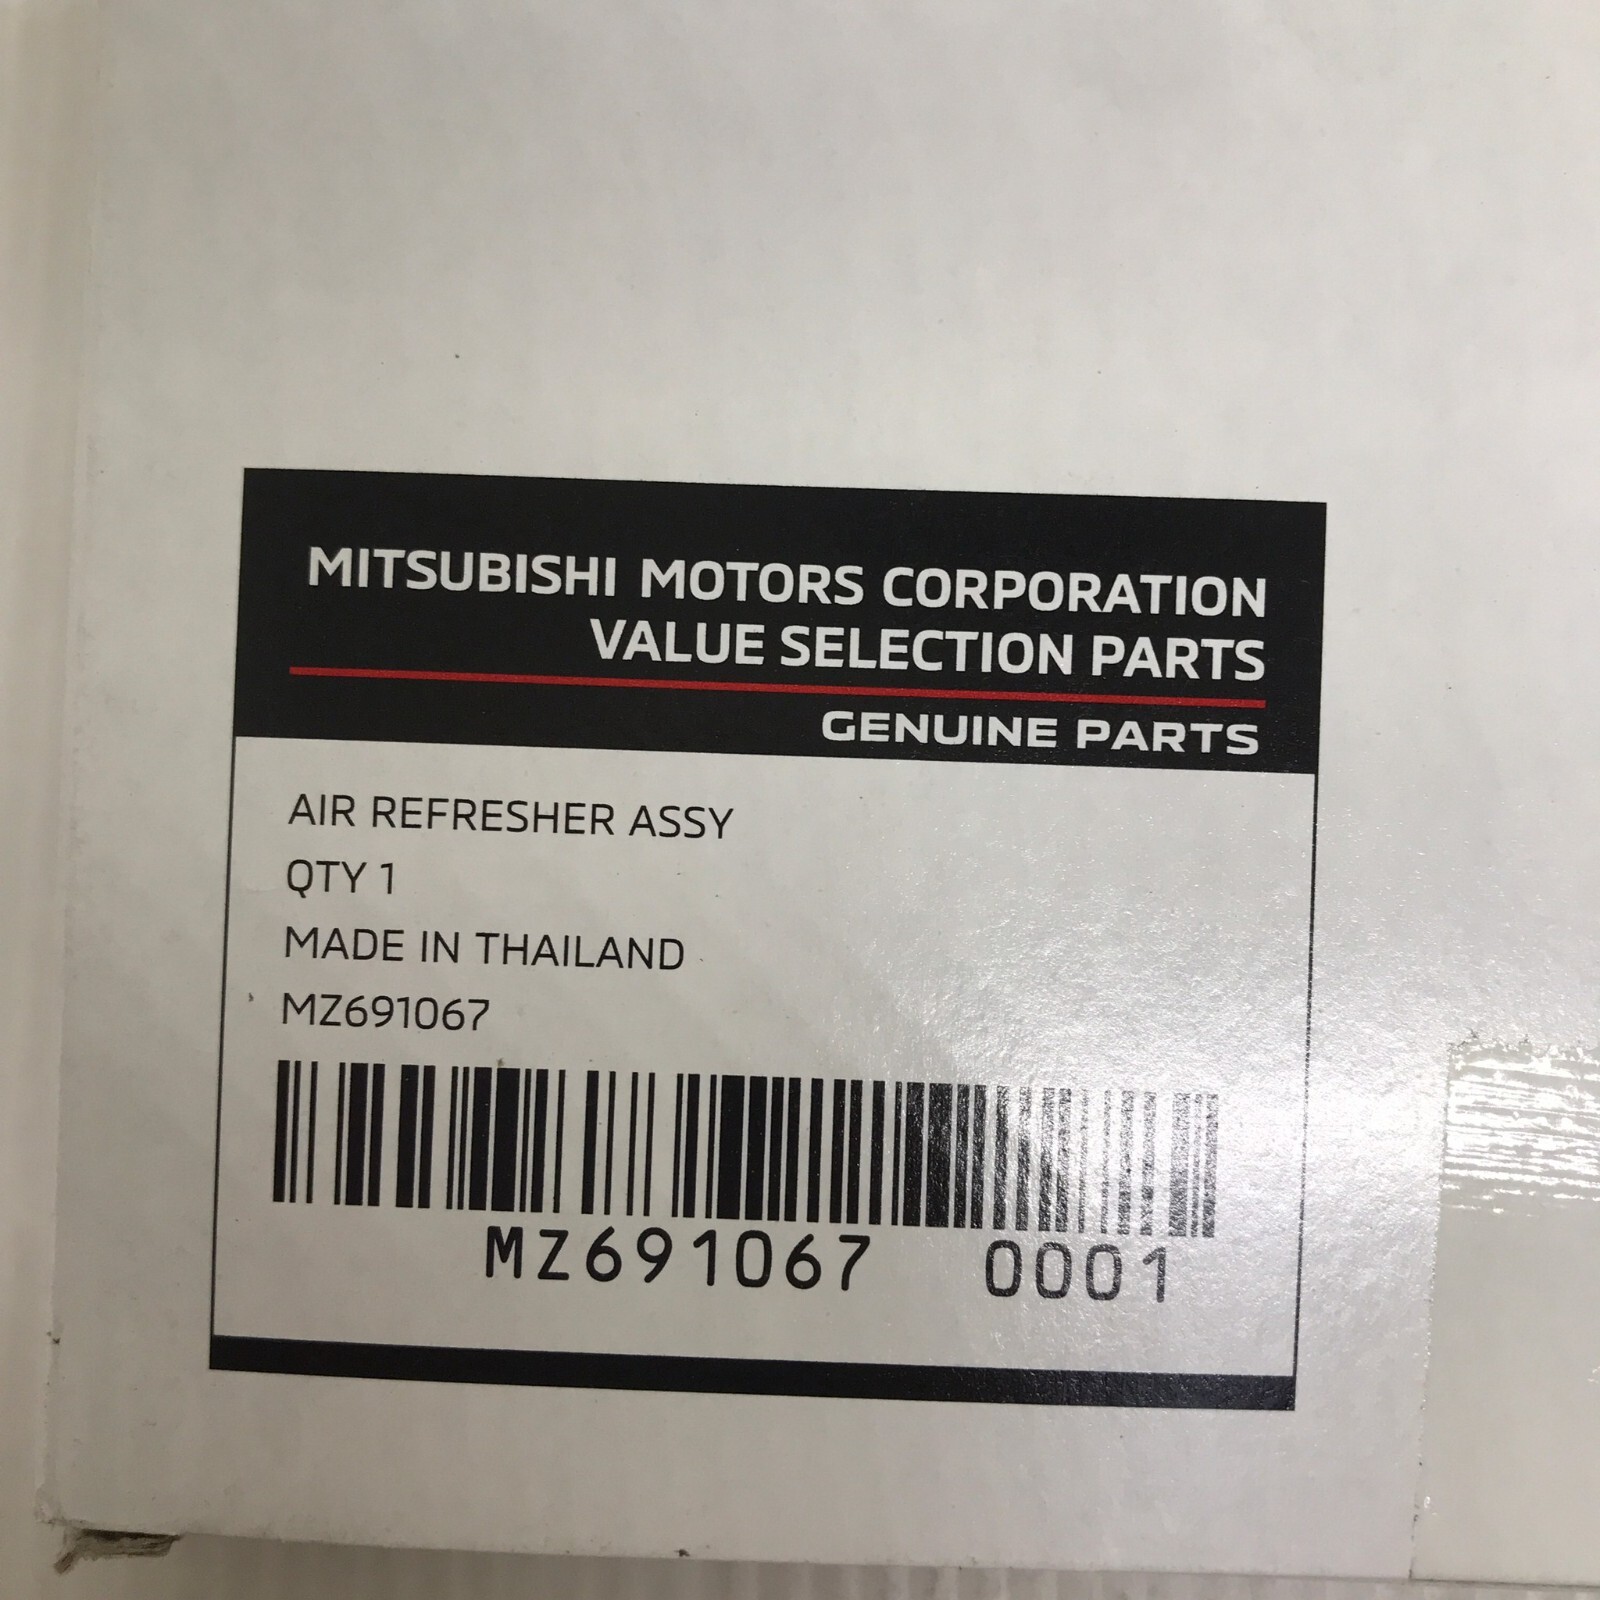 MITSUBISHI MOTORS CORPORATION
VALUE SELECTION PARTS
GENUINE PARTS
AIR REFRESHER ASSY
QTY 1
MADE IN THAILAND
MZ691067
MZ691067 0001